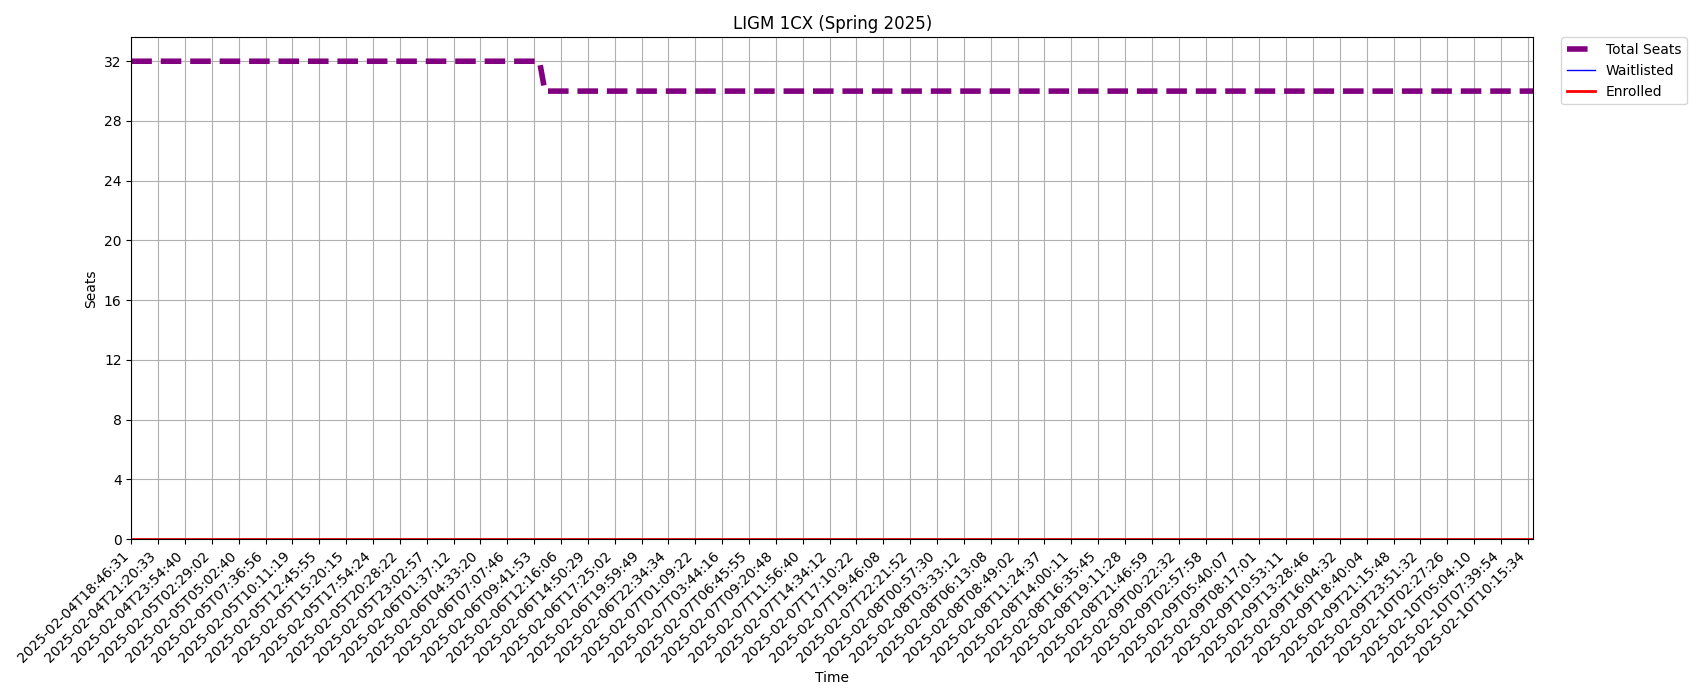 LIGM 1CX (Spring 2025)
Total Seats
Waitlisted
Enrolled
Seats
32
28
24
20
16
12
8
4
0
2025-02-04T18:46:31
2025-02-04T21:20:33
2025-02-04T23:54:40
2025-02-05T02:29:02
2025-02-05T05:02:40
2025-02-05T07:36:56
2025-02-05T10:11:19
2025-02-05T12:45:55
2025-02-05T15:20:15
2025-02-05T17:54:24
2025-02-05T20:28:22
2025-02-05T23:02:57
2025-02-06T01:37:12
2025-02-06T04:33:20
2025-02-06T07:07:46
2025-02-06T09:41:53
2025-02-06T12:16:06
2025-02-06T14:50:29
2025-02-06T17:25:02
2025-02-06T19:59:49
2025-02-06T22:34:34
2025-02-07T01:09:22
2025-02-07T03:44:16
2025-02-07T06:45:55
2025-02-07T09:20:48
2025-02-07T11:56:40
2025-02-07T14:34:12
2025-02-07T17:10:22
2025-02-07T19:46:08
2025-02-07T22:21:52
2025-02-08T00:57:30
2025-02-08T03:33:12
2025-02-08T06:13:08
2025-02-08T08:49:02
2025-02-08T11:24:37
2025-02-08T14:00:11
2025-02-08T16:35:45
2025-02-08T19:11:28
2025-02-08T21:46:59
2025-02-09T00:22:32
2025-02-09T02:57:58
2025-02-09T05:40:07
2025-02-09T08:17:01
2025-02-09T10:53:11
2025-02-09T13:28:46
2025-02-09T16:04:32
2025-02-09T18:40:04
2025-02-09T21:15:48
2025-02-09T23:51:32
2025-02-10T02:27:26
2025-02-10T05:04:10
2025-02-10T07:39:54
2025-02-10T10:15:34
Time